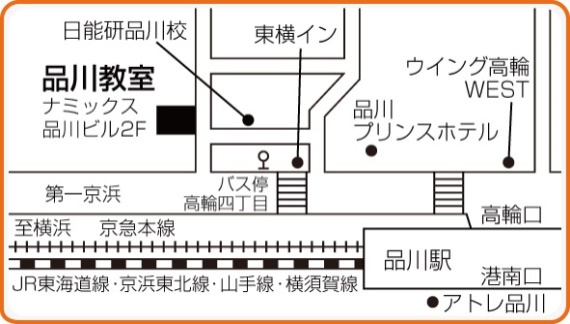 日能研品川校
東横イン
品川教室
ナミックス
品川ビル2F
ウイング高輪
WEST
品川
プリンスホテル
バス停
高輪四丁目
第一京浜
高輪口
至横浜 京急本線
品川駅
港南口
JR東海道線・京浜東北線・山手線・横須賀線
アトレ品川